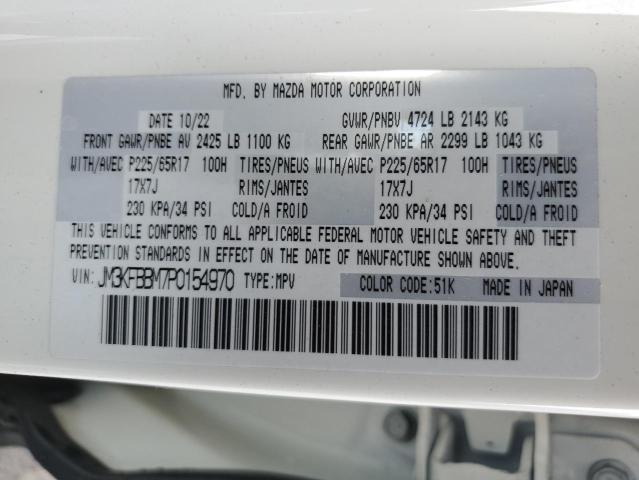 MFD. BY MAZDA MOTOR CORPORATION
DATE 10/22 GVWR/PNBV 4724 LB 2143 KG
FRONT GAWR/PNBE AV 2425 LB 1100 KG REAR GAWR/PNBE AR 2299 LB 1043 KG
WITH/AVEC P225/65R17 100H TIRES/PNEUS WITH/AVEC P225/65R17 100H TIRES/PNEUS
17X7J RIMS/JANTES 17X7J RIMS/JANTES
230 KPA/34 PSI COLD/A FROID 230 KPA/34 PSI COLD/A FROID
THIS VEHICLE CONFORMS TO ALL APPLICABLE FEDERAL MOTOR VEHICLE SAFETY AND THEFT
PREVENTION STANDARDS IN EFFECT ON THE DATE OF MANUFACTURE SHOWN ABOVE.
VIN: JM3KFBBM7P0154970 TYPE:MPV COLOR CODE:51K MADE IN JAPAN